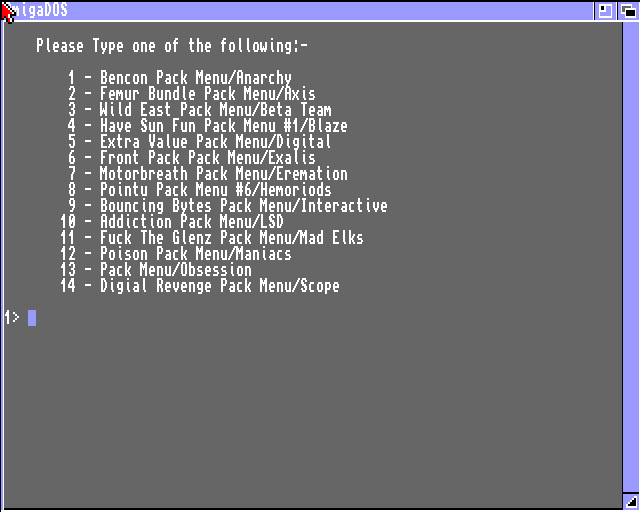 AmigaDOS
Please Type one of the following:-
1 - Bencon Pack Menu/Anarchy
2 - Femur Bundle Pack Menu/Axis
3 - Wild East Pack Menu/Beta Team
4 - Have Sun Fun Pack Menu #1/Blaze
5 - Extra Value Pack Menu/Digital
6 - Front Pack Pack Menu/Exalis
7 - Motorbreath Pack Menu/Eremation
8 - Pointu Pack Menu #6/Hemoriods
9 - Bouncing Bytes Pack Menu/Interactive
10 - Addiction Pack Menu/LSD
11 - Fuck The Glenz Pack Menu/Mad Elks
12 - Poison Pack Menu/Maniacs
13 - Pack Menu/Obsession
14 - Digial Revenge Pack Menu/Scope
1>